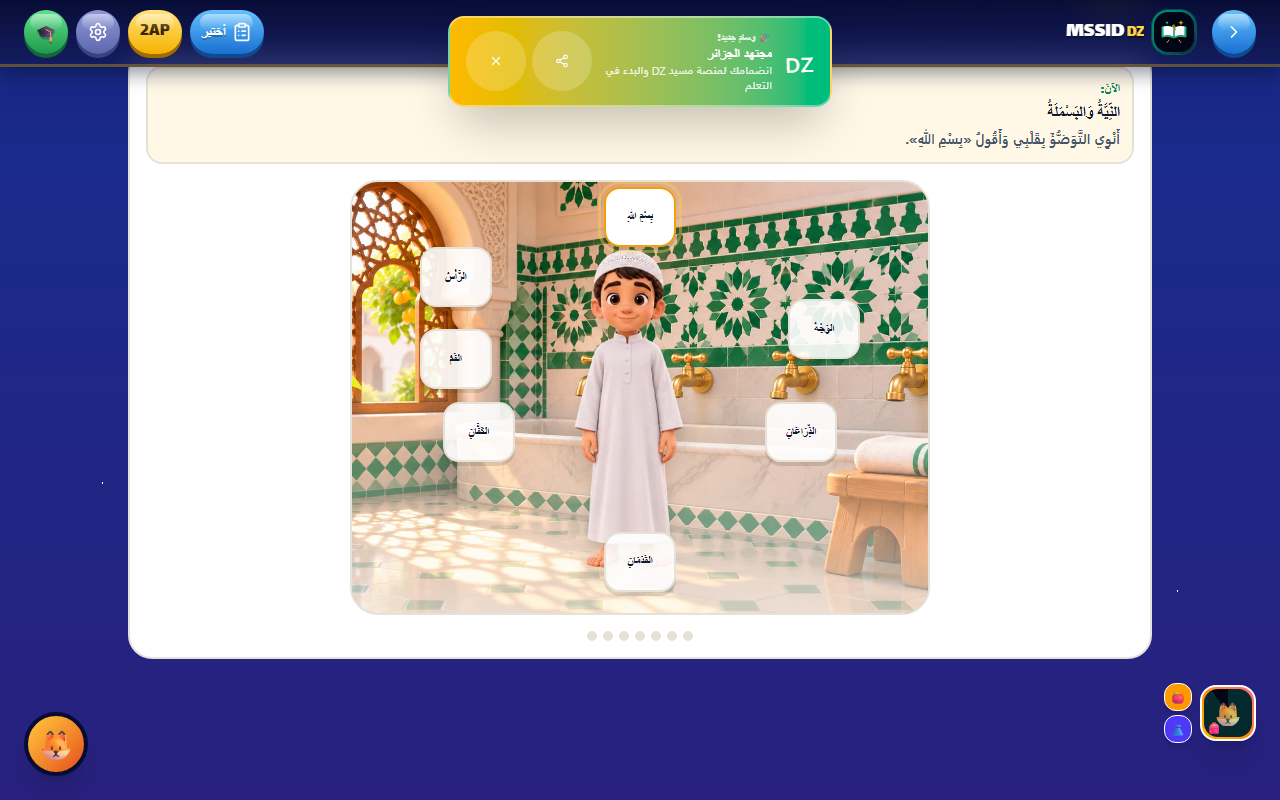 MSSID DZ
أختبر
2AP
وسام جديد!
مجتهد الجزائر
انضمامك لمنصة مسيد DZ والبدء في
التعلم
DZ
الآنَ:
النِّيَّةُ وَالبَسْمَلَةُ
أَنْوِي التَّوَضُّؤَ بِقَلْبِي وَأَقُولُ «بِسْمِ اللهِ».
بِسْمِ اللهِ
الرَّأْسُ
الوَجْهُ
الفَمُ
الكَفَّانِ
الذِّرَاعَانِ
القَدَمَانِ